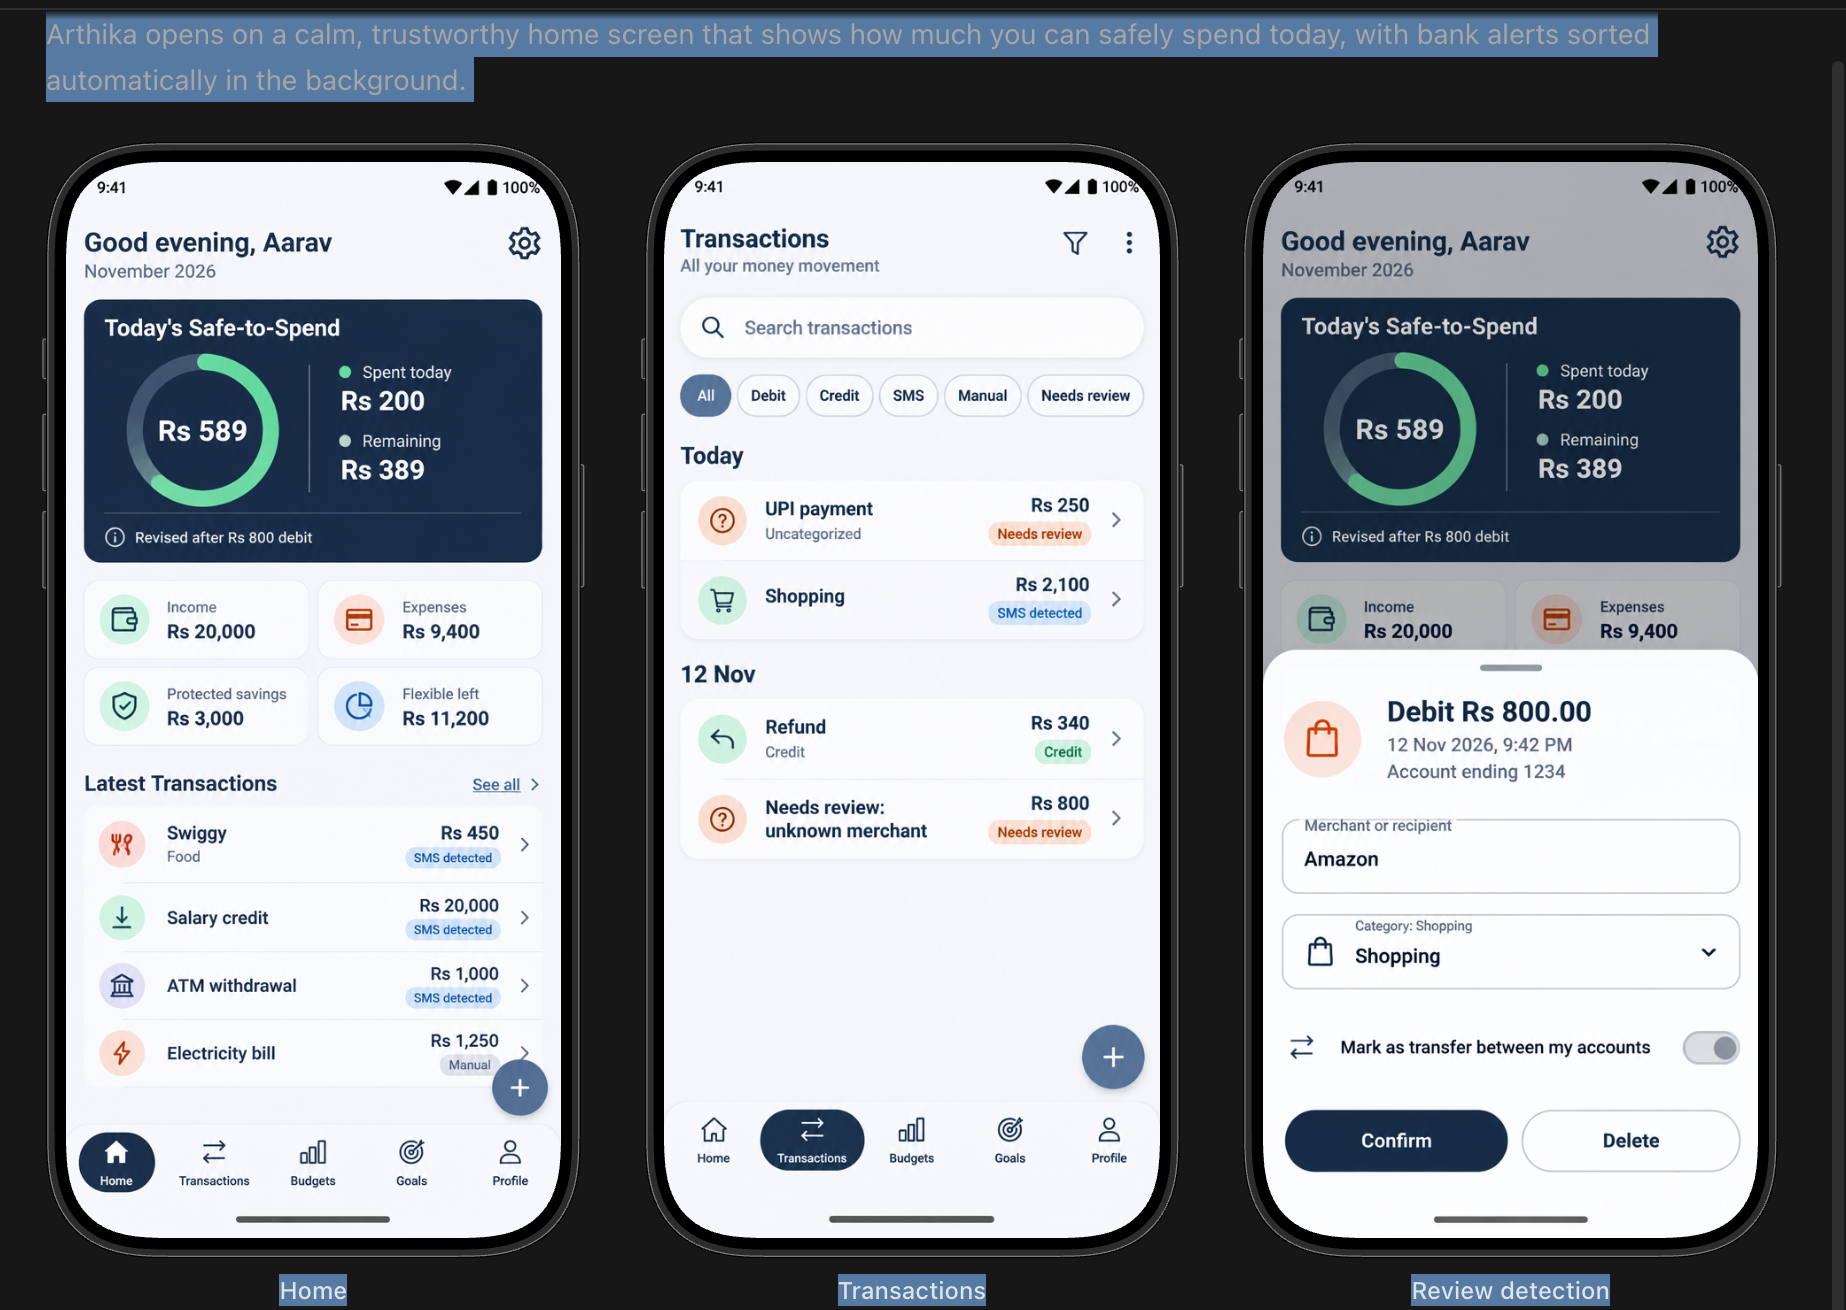 Arthika opens on a calm, trustworthy home screen that shows how much you can safely spend today, with bank alerts sorted
automatically in the background.
9:41
100%
Good evening, Aarav
November 2026
Today's Safe-to-Spend
Rs 589
Spent today
Rs 200
Remaining
Rs 389
Revised after Rs 800 debit
Income
Rs 20,000
Expenses
Rs 9,400
Protected savings
Rs 3,000
Flexible left
Rs 11,200
Latest Transactions
See all
Swiggy
Food
Rs 450
SMS detected
Salary credit
Rs 20,000
SMS detected
ATM withdrawal
Rs 1,000
SMS detected
Electricity bill
Rs 1,250
Manual
Home
Transactions
Budgets
Goals
Profile
Home
9:41
100%
Transactions
All your money movement
Search transactions
All
Debit
Credit
SMS
Manual
Needs review
Today
UPI payment
Uncategorized
Rs 250
Needs review
Shopping
Rs 2,100
SMS detected
12 Nov
Refund
Credit
Rs 340
Credit
Needs review:
unknown merchant
Rs 800
Needs review
Home
Transactions
Budgets
Goals
Profile
Transactions
9:41
100%
Good evening, Aarav
November 2026
Today's Safe-to-Spend
Rs 589
Spent today
Rs 200
Remaining
Rs 389
Revised after Rs 800 debit
Income
Rs 20,000
Expenses
Rs 9,400
Debit Rs 800.00
12 Nov 2026, 9:42 PM
Account ending 1234
Merchant or recipient
Amazon
Category: Shopping
Shopping
Mark as transfer between my accounts
Confirm
Delete
Review detection